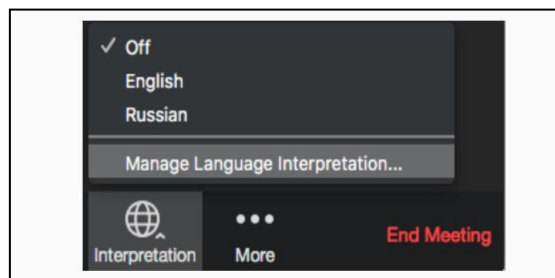 Off
English
Russian
Manage Language Interpretation...
Interpretation
More
End Meeting